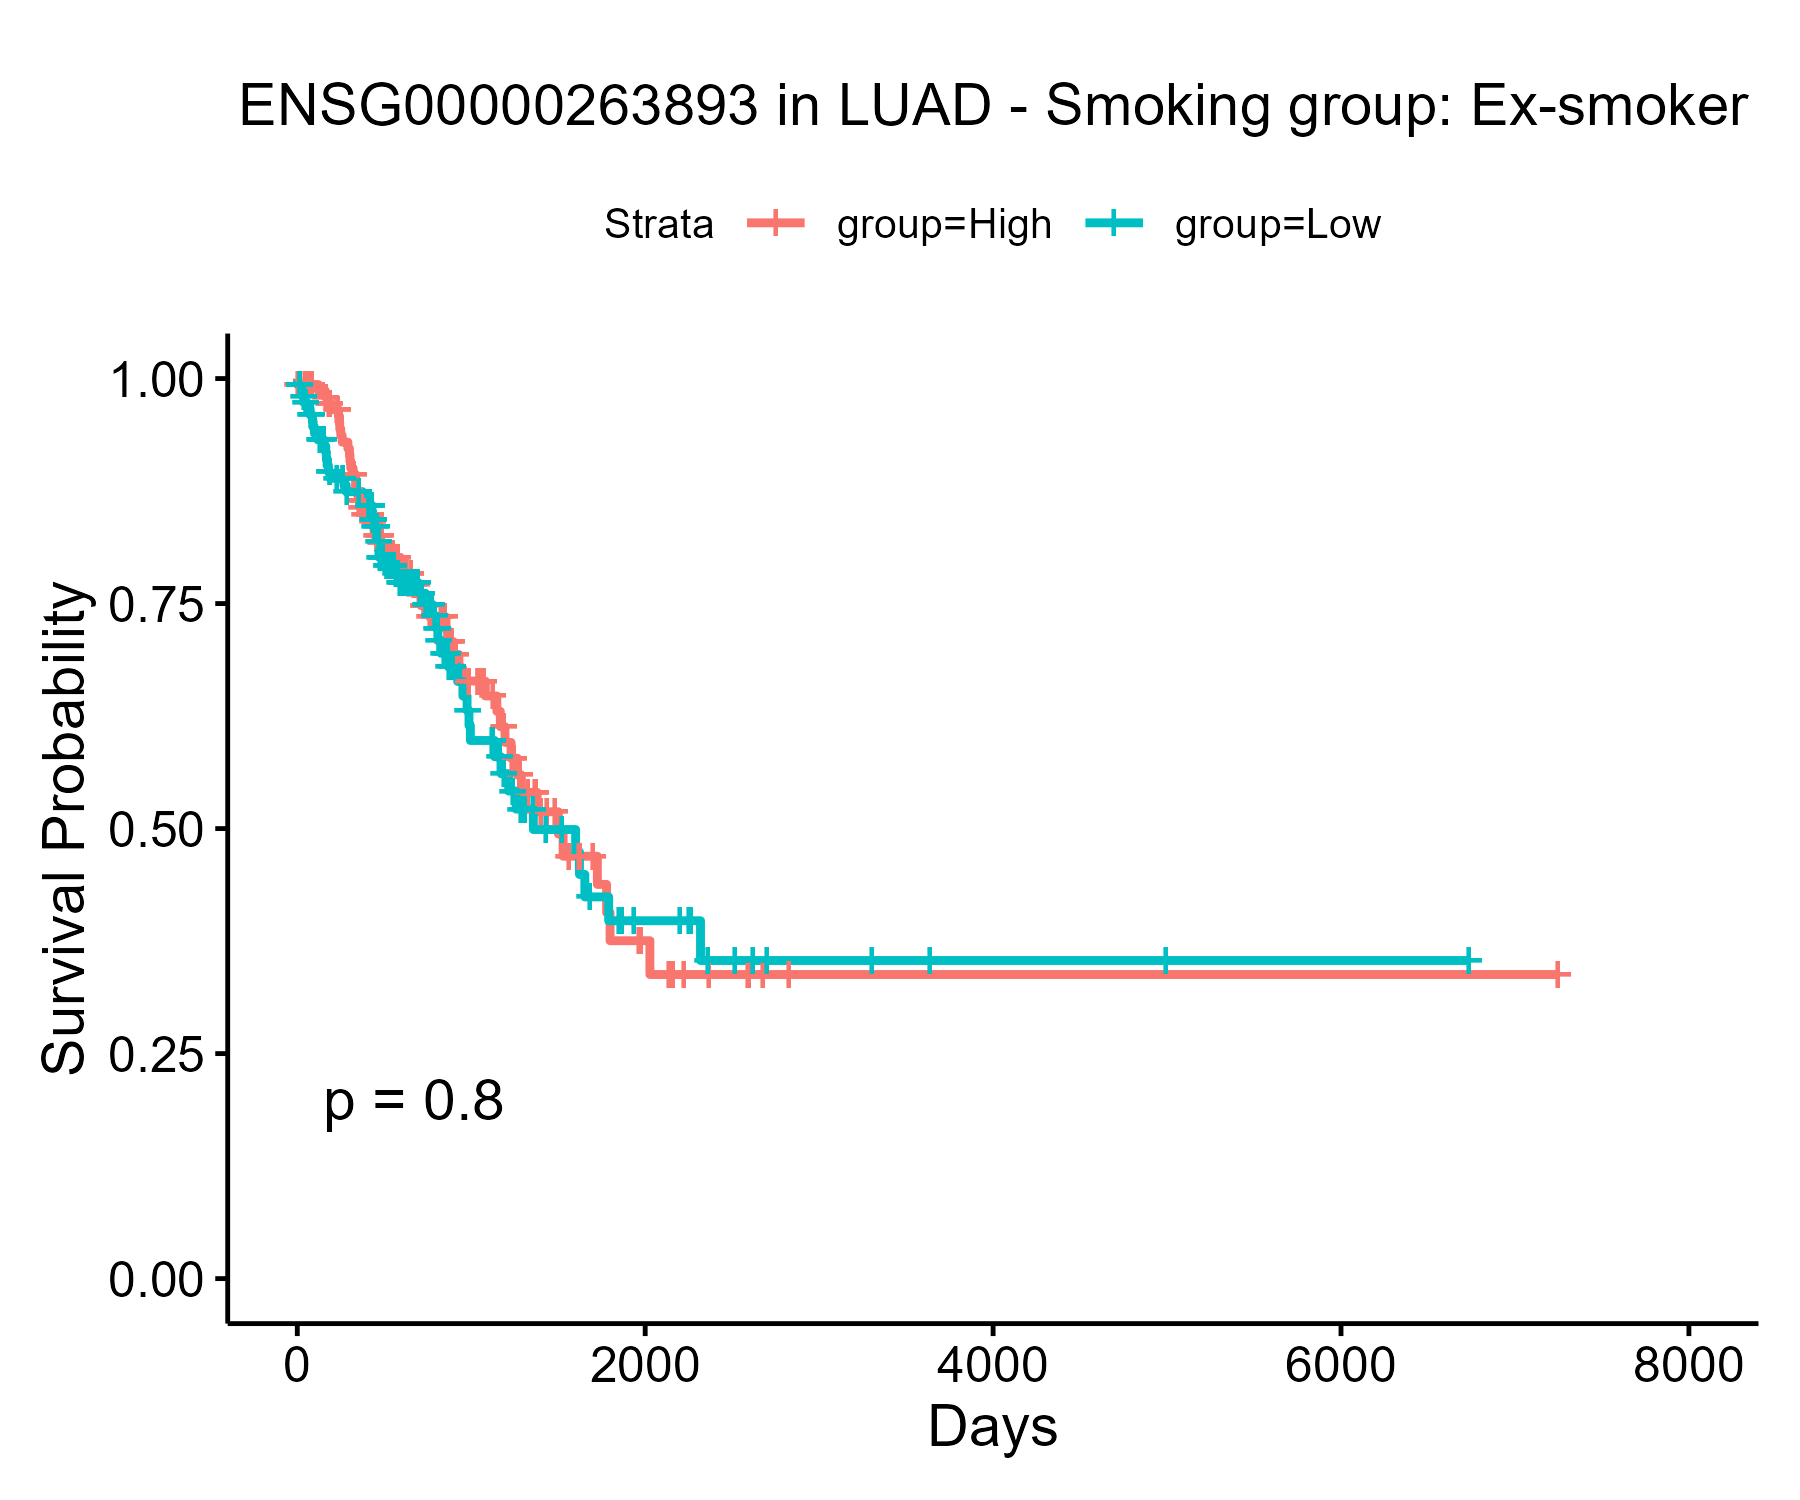 ENSG00000263893 in LUAD - Smoking group: Ex-smoker
Strata group=High group=Low
Survival Probability
1.00
0.75
0.50
0.25
0.00
p = 0.8
0 2000 4000 6000 8000
Days